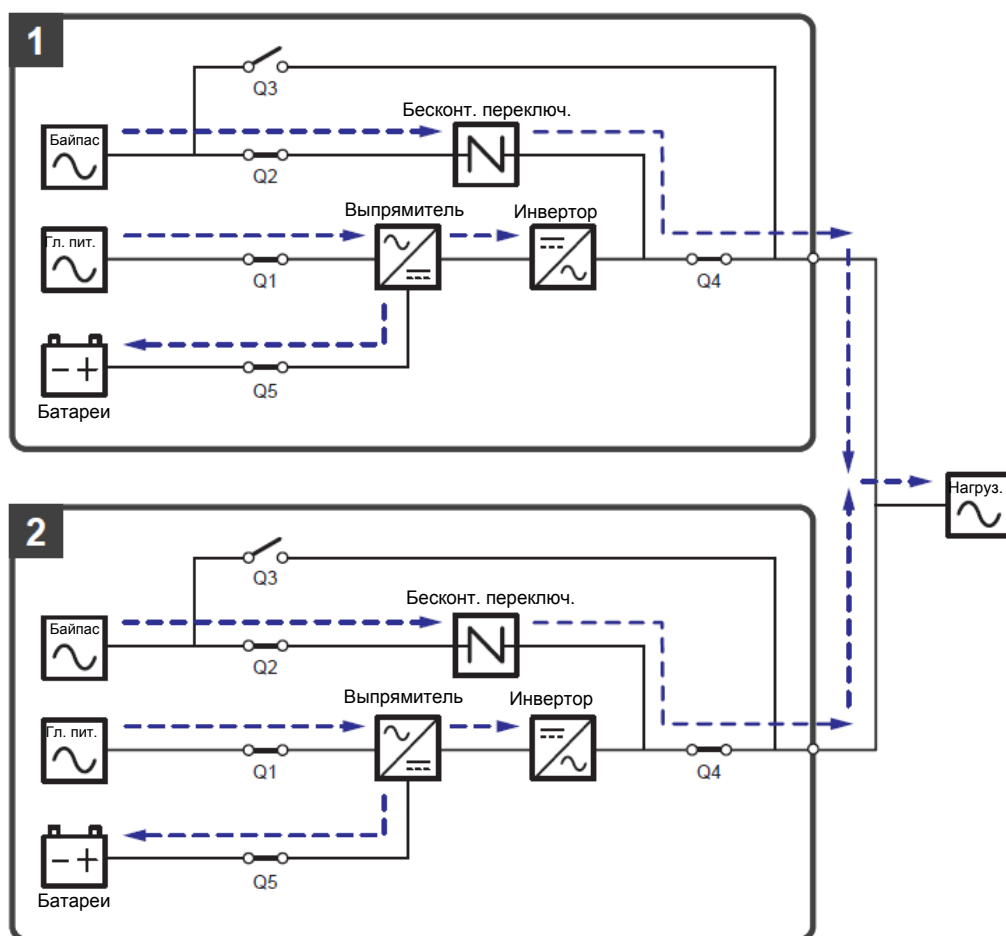 1
Q3
Бесконт. переключ.
Байпас
Q2
Выпрямитель
Инвертор
Гл. пит.
Q1
Q4
Q5
Батареи
Нагруз.
2
Q3
Бесконт. переключ.
Байпас
Q2
Выпрямитель
Инвертор
Гл. пит.
Q1
Q4
Q5
Батареи